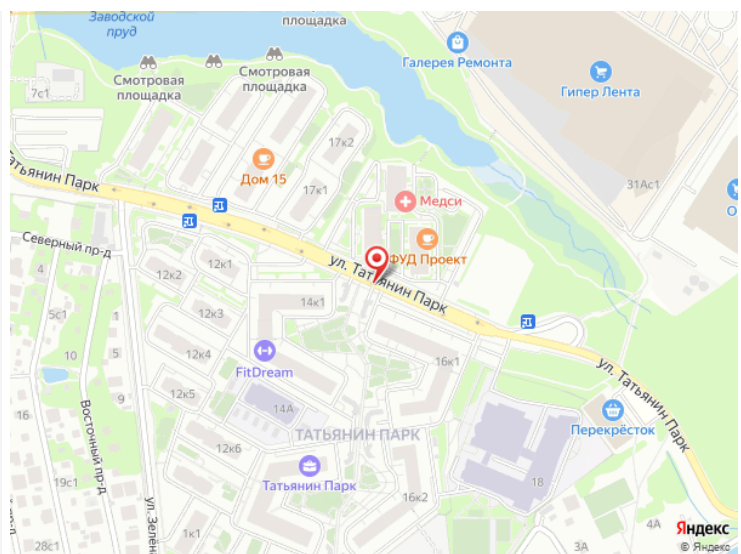 Заводской
пруд
площадка
Галерея Ремонта
Смотровая
площадка
Смотровая
площадка
Гипер Лента
7с1
17к2
Дом 15
17к1
31Ас1
Медси
О
Татьянин Парк
Северный пр-д
ФУД Проект
ул. Татьянин Парк
12к2
12к1
14к1
12к3
5с1
10
5
12к4
FitDream
16к1
ул. Татьянин Парк
9
12к5
14А
16
Перекрёсток
Восточный пр-д
ТАТЬЯНИН ПАРК
12к6
19с1
Татьянин Парк
18
16к2
ул. Зелён
1к1
4А
3А
28с1
Яндекс
© Яндекс